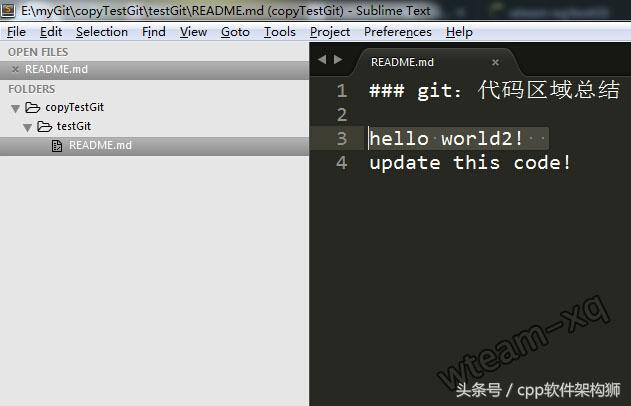 E:\myGit\copyTestGit\testGit\README.md (copyTestGit) - Sublime Text
File Edit Selection Find View Goto Tools Project Preferences Help
OPEN FILES
× README.md
FOLDERS
copyTestGit
testGit
README.md
README.md ×
1 ### git: 代码区域总结
2
3 hello world2!
4 update this code!
wteam-xq
头条号 / cpp软件架构狮